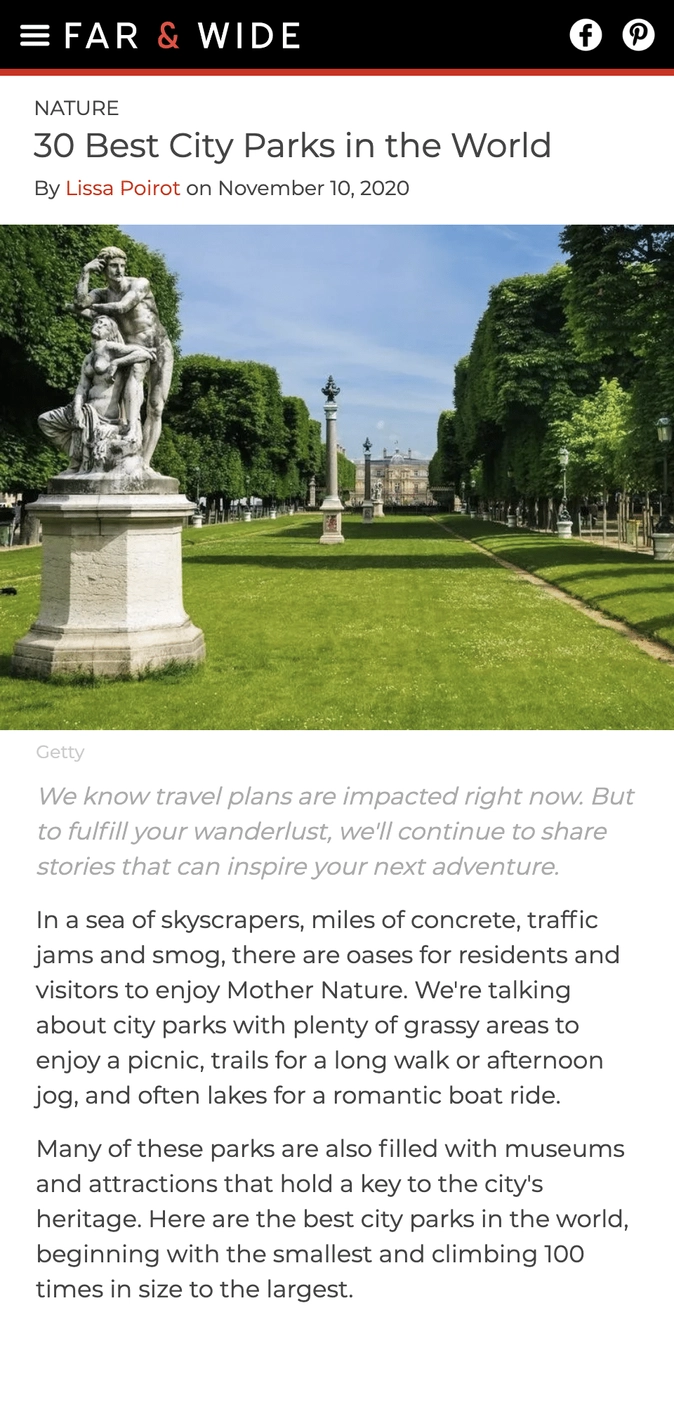 FAR & WIDE
NATURE
30 Best City Parks in the World
By Lissa Poirot on November 10, 2020
Getty
We know travel plans are impacted right now. But
to fulfill your wanderlust, we'll continue to share
stories that can inspire your next adventure.
In a sea of skyscrapers, miles of concrete, traffic
jams and smog, there are oases for residents and
visitors to enjoy Mother Nature. We're talking
about city parks with plenty of grassy areas to
enjoy a picnic, trails for a long walk or afternoon
jog, and often lakes for a romantic boat ride.
Many of these parks are also filled with museums
and attractions that hold a key to the city's
heritage. Here are the best city parks in the world,
beginning with the smallest and climbing 100
times in size to the largest.